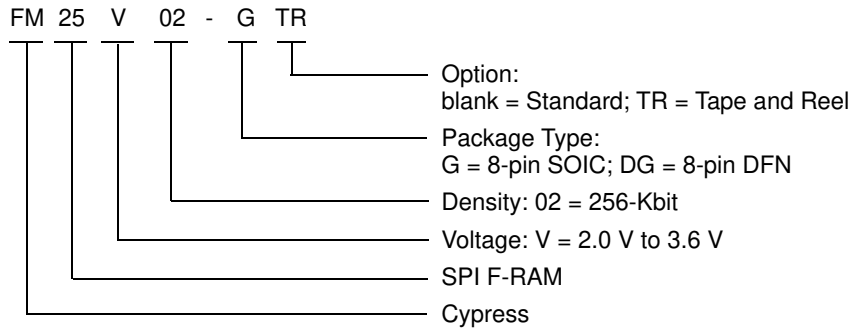 FM 25 V 02 - G TR
Option:
blank = Standard; TR = Tape and Reel
Package Type:
G = 8-pin SOIC; DG = 8-pin DFN
Density: 02 = 256-Kbit
Voltage: V = 2.0 V to 3.6 V
SPI F-RAM
Cypress